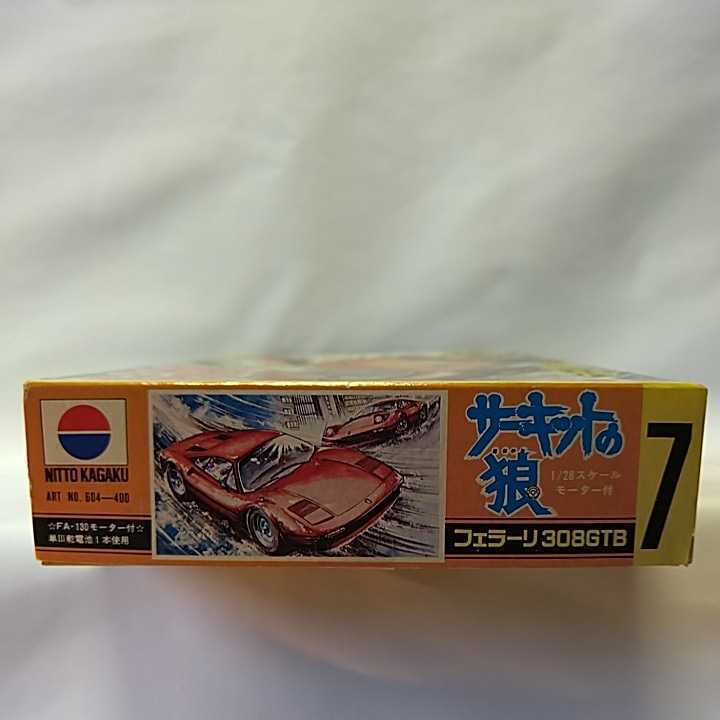 NITTO KAGAKU
ART NO. 604—400
☆FA-130モーター付☆
単III乾電池1本使用
サーキットの
狼
®
1/28スケール
モーター付
フェラーリ308GTB
7